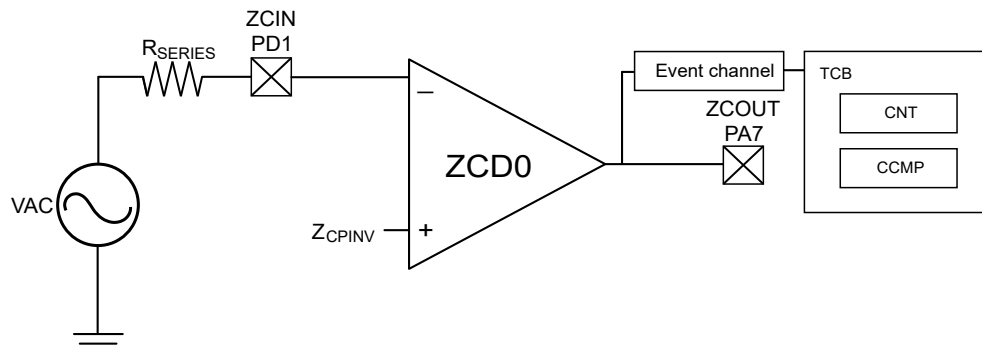 ZCIN
PD1
RSERIES
VAC
−
ZCD0
ZCPINV
+
Event channel
ZCOUT
PA7
TCB
CNT
CCMP